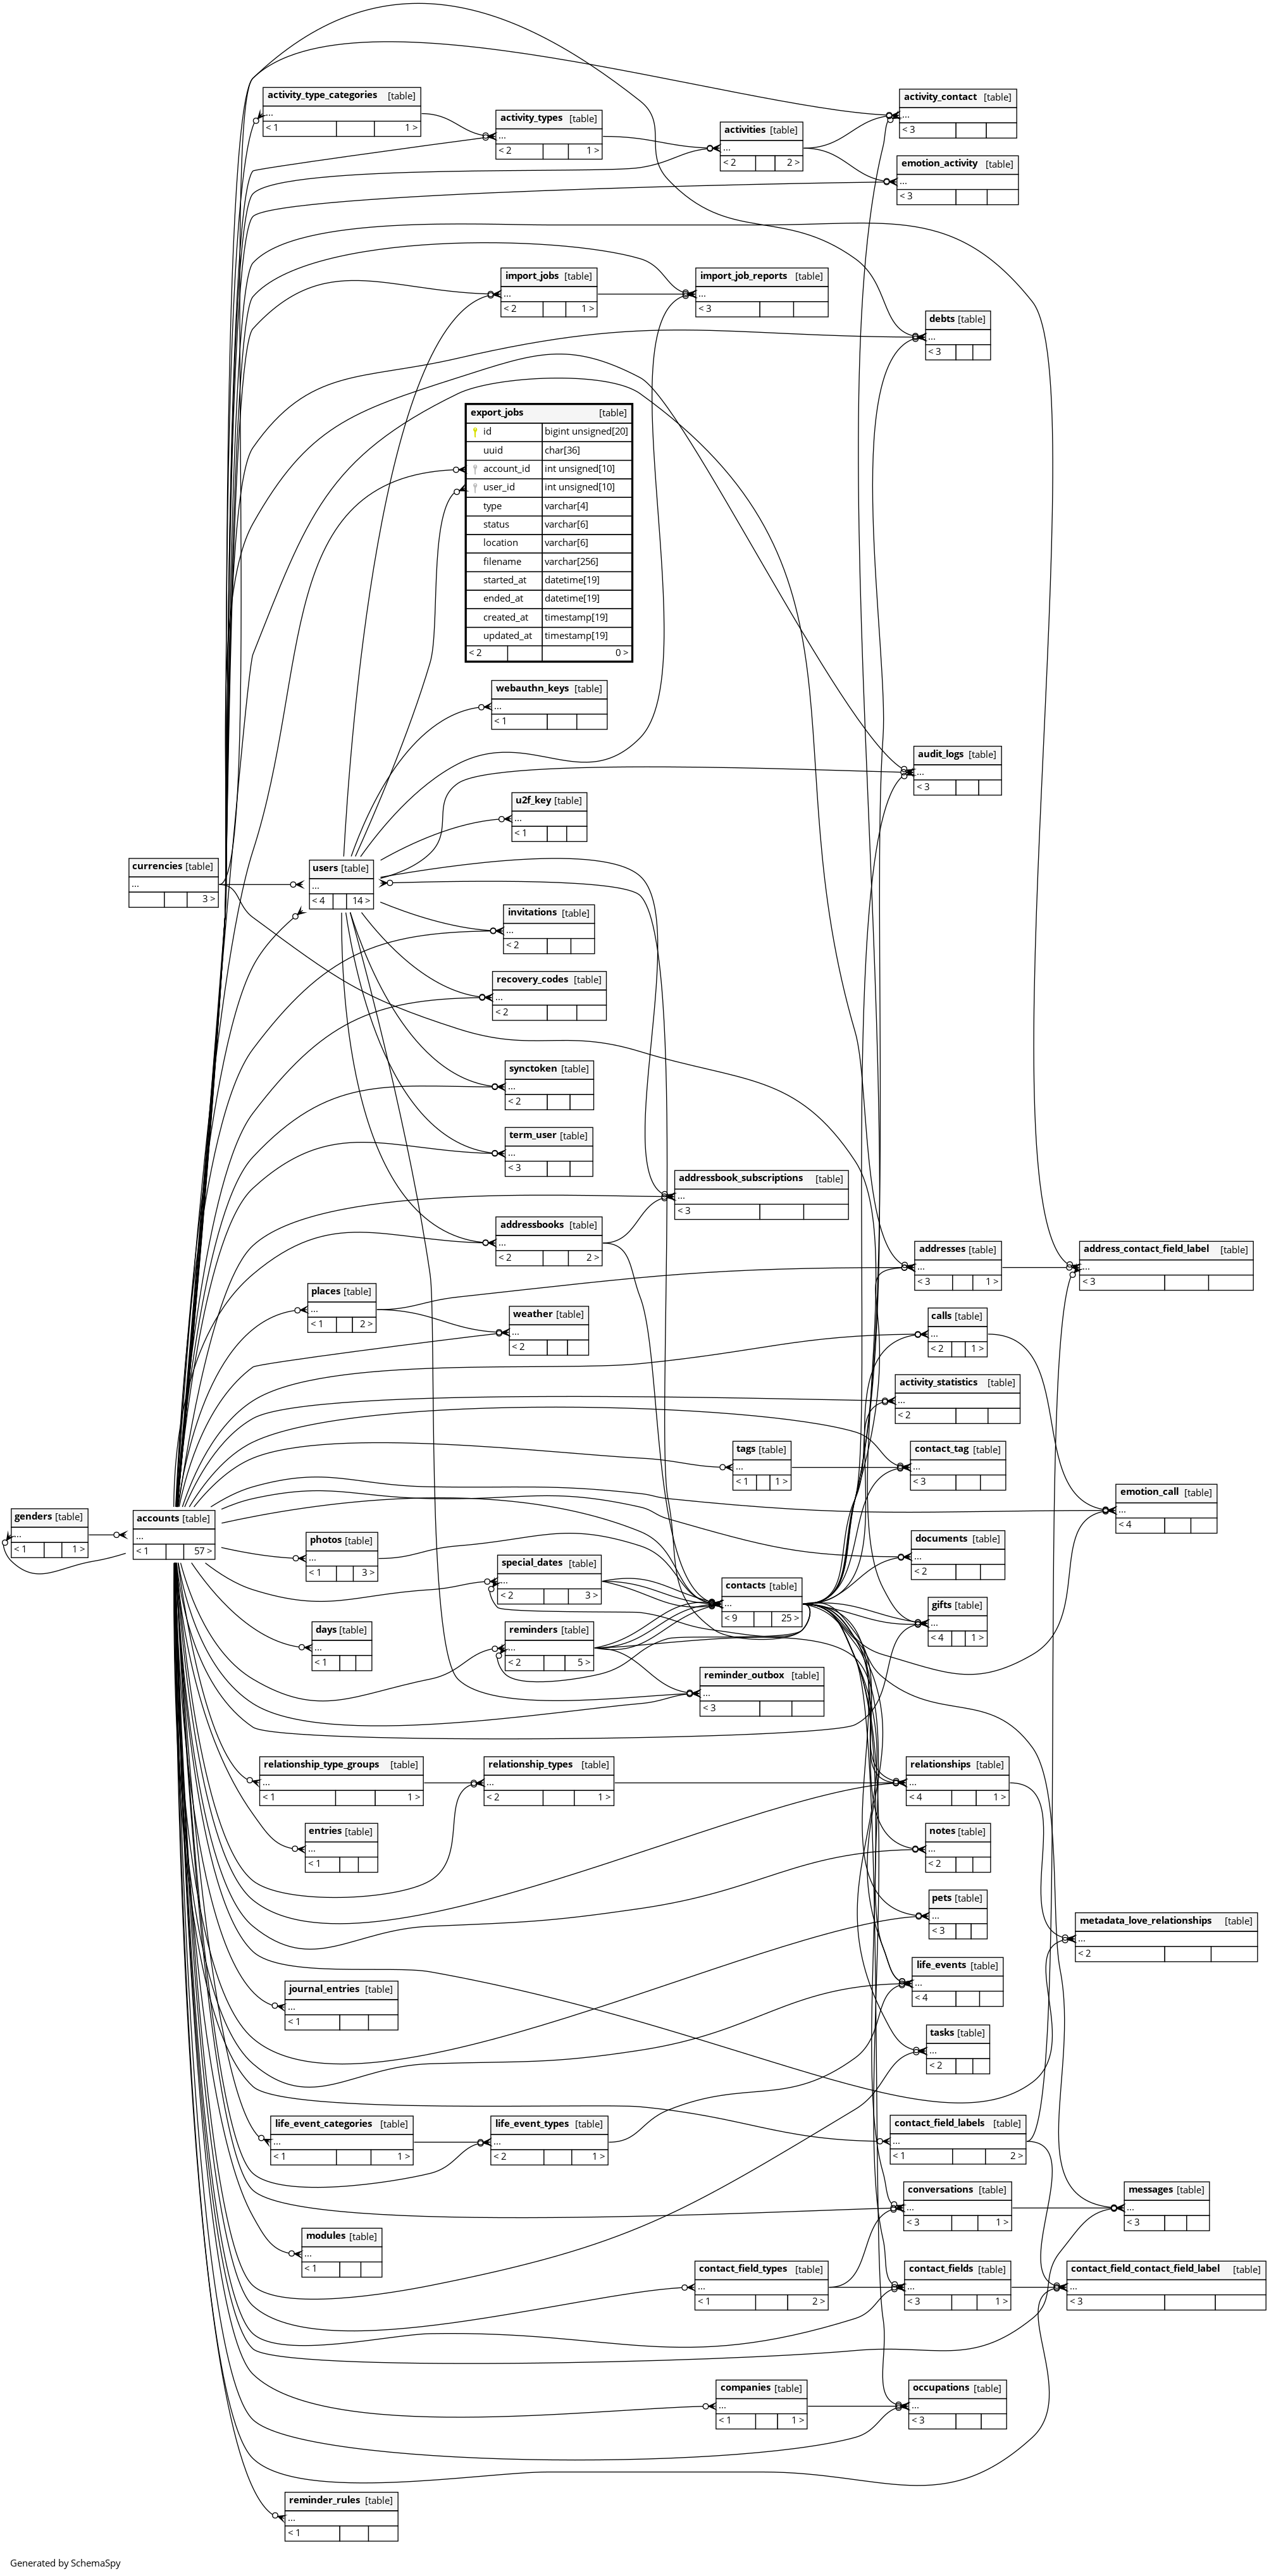 activity_type_categories [table]
...
< 1 1 >
activity_types [table]
...
< 2 1 >
activities [table]
...
< 2 2 >
activity_contact [table]
...
< 3
emotion_activity [table]
...
< 3
import_jobs [table]
...
< 2 1 >
import_job_reports [table]
...
< 3
debts [table]
...
< 3
export_jobs [table]
id bigint unsigned[20]
uuid char[36]
account_id int unsigned[10]
user_id int unsigned[10]
type varchar[4]
status varchar[6]
location varchar[6]
filename varchar[256]
started_at datetime[19]
ended_at datetime[19]
created_at timestamp[19]
updated_at timestamp[19]
< 2 0 >
webauthn_keys [table]
...
< 1
audit_logs [table]
...
< 3
u2f_key [table]
...
< 1
currencies [table]
...
3 >
users [table]
...
< 4 14 >
invitations [table]
...
< 2
recovery_codes [table]
...
< 2
synctoken [table]
...
< 2
term_user [table]
...
< 3
addressbook_subscriptions [table]
...
< 3
addressbooks [table]
...
< 2 2 >
addresses [table]
...
< 3 1 >
address_contact_field_label [table]
...
< 3
places [table]
...
< 1 2 >
weather [table]
...
< 2
calls [table]
...
< 2 1 >
activity_statistics [table]
...
< 2
tags [table]
...
< 1 1 >
contact_tag [table]
...
< 3
emotion_call [table]
...
< 4
genders [table]
...
< 1 1 >
accounts [table]
...
< 1 57 >
photos [table]
...
< 1 3 >
documents [table]
...
< 2
special_dates [table]
...
< 2 3 >
contacts [table]
...
< 9 25 >
gifts [table]
...
< 4 1 >
days [table]
...
< 1
reminders [table]
...
< 2 5 >
reminder_outbox [table]
...
< 3
relationship_type_groups [table]
...
< 1 1 >
relationship_types [table]
...
< 2 1 >
relationships [table]
...
< 4 1 >
entries [table]
...
< 1
notes [table]
...
< 2
pets [table]
...
< 3
metadata_love_relationships [table]
...
< 2
life_events [table]
...
< 4
journal_entries [table]
...
< 1
tasks [table]
...
< 2
life_event_categories [table]
...
< 1 1 >
life_event_types [table]
...
< 2 1 >
contact_field_labels [table]
...
< 1 2 >
conversations [table]
...
< 3 1 >
messages [table]
...
< 3
modules [table]
...
< 1
contact_field_types [table]
...
< 1 2 >
contact_fields [table]
...
< 3 1 >
contact_field_contact_field_label [table]
...
< 3
companies [table]
...
< 1 1 >
occupations [table]
...
< 3
reminder_rules [table]
...
< 1
Generated by SchemaSpy